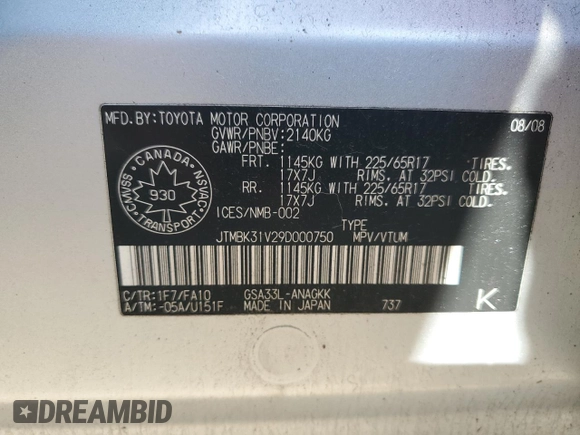 MFD.BY: TOYOTA MOTOR CORPORATION 08/08
GVWR/PNBV: 2140KG
GAWR/PNBE:
FRT. 1145KG WITH 225/65R17 TIRES.
17X7J RIMS. AT 32PSI COLD.
RR. 1145KG WITH 225/65R17 TIRES.
17X7J RIMS. AT 32PSI COLD.
ICES/NMB-002
CANADA
CMVSS
930
NSVAC
TRANSPORT
TYPE
JTMBK31V29D000750 MPV/VTUM
C/TR: 1F7/FA10 GSA33L-ANAGKK
A/TM: -05A/U151F MADE IN JAPAN 737 K
DREAMBID